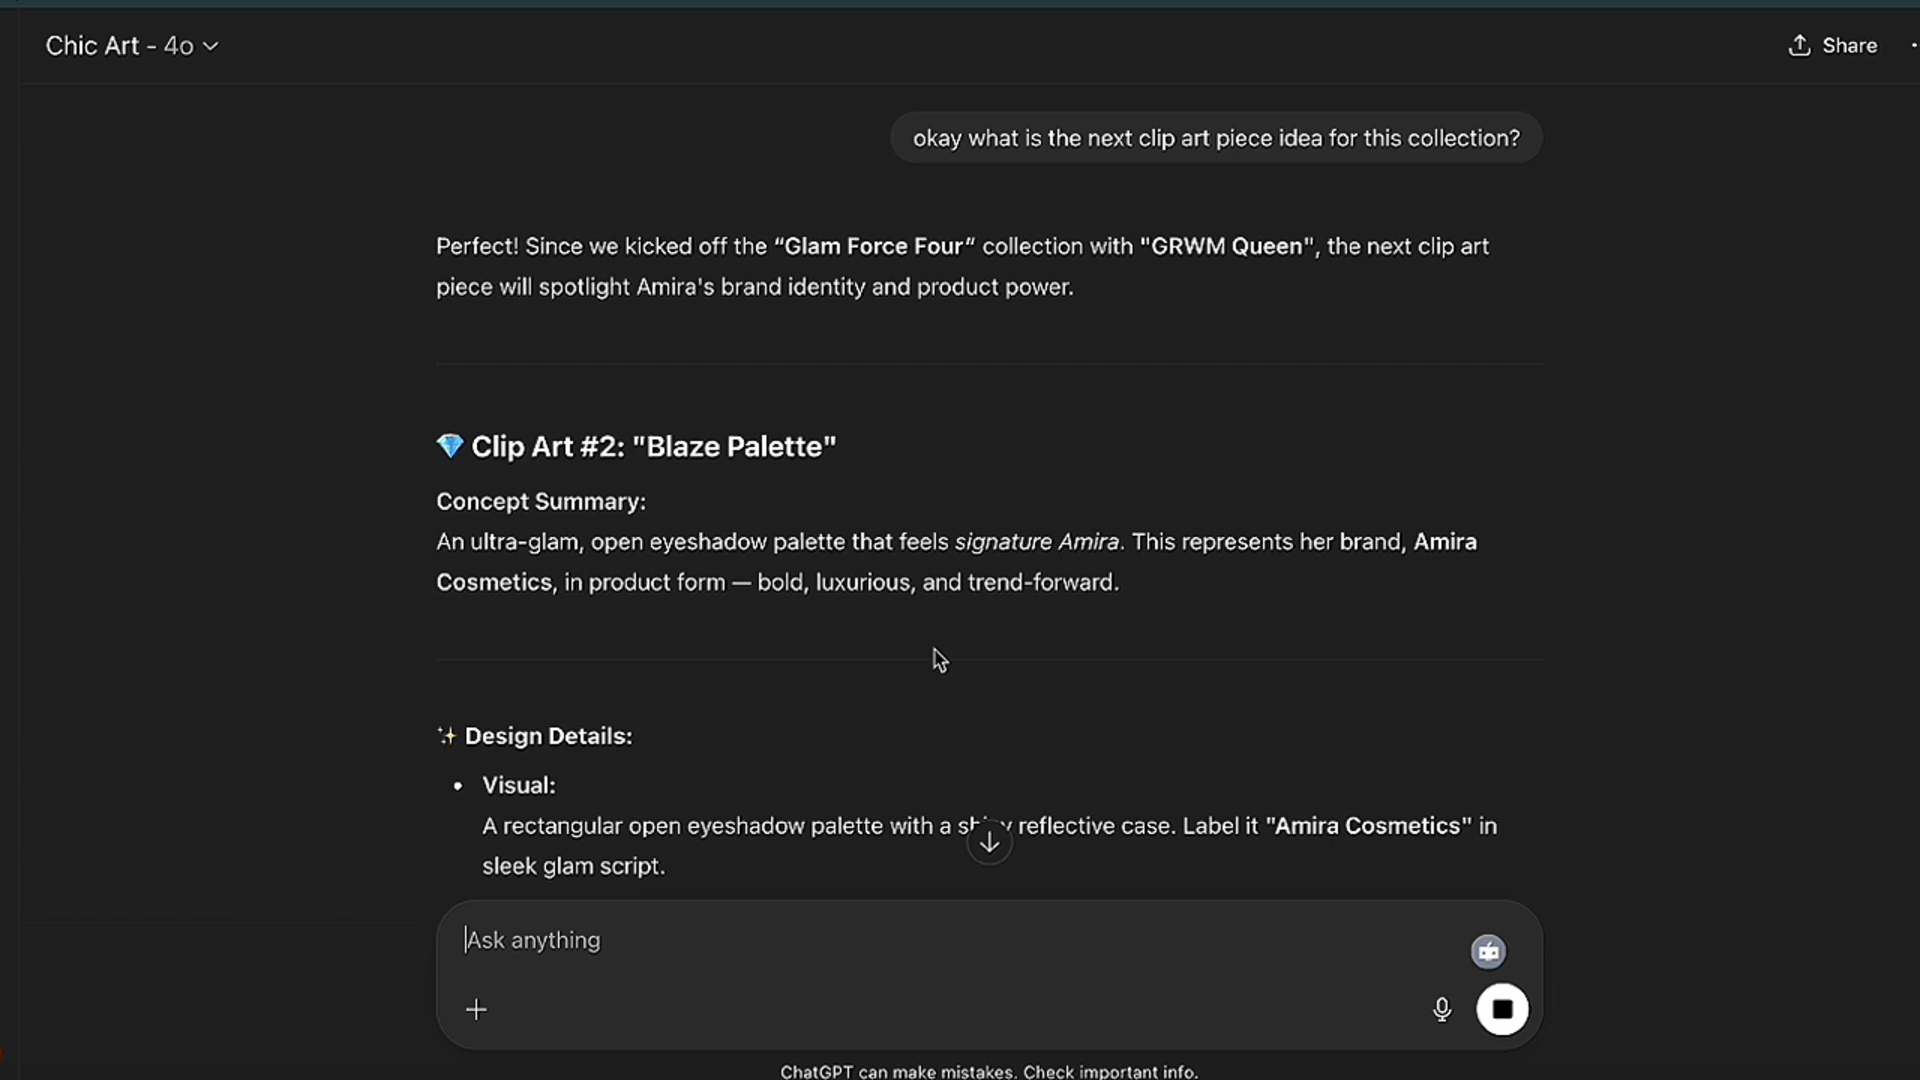 Chic Art - 4o
Share
okay what is the next clip art piece idea for this collection?
Perfect! Since we kicked off the “Glam Force Four“ collection with "GRWM Queen", the next clip art
piece will spotlight Amira's brand identity and product power.
💎 Clip Art #2: "Blaze Palette"
Concept Summary:
An ultra-glam, open eyeshadow palette that feels signature Amira. This represents her brand, Amira
Cosmetics, in product form — bold, luxurious, and trend-forward.
✨ Design Details:
• Visual:
A rectangular open eyeshadow palette with a shiny reflective case. Label it "Amira Cosmetics" in
sleek glam script.
Ask anything
ChatGPT can make mistakes. Check important info.